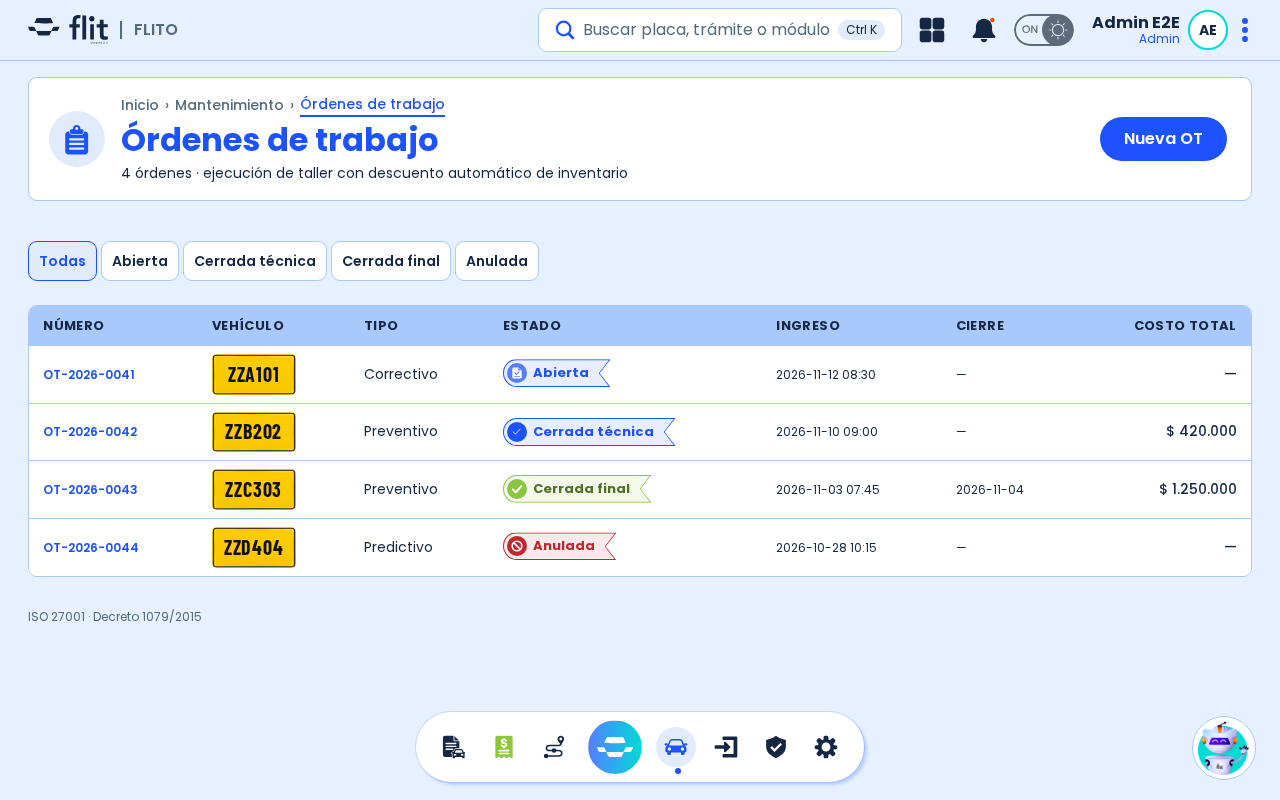 flit
FLITO
Buscar placa, trámite o módulo
Ctrl K
ON
Admin E2E
Admin
AE
Inicio › Mantenimiento › Órdenes de trabajo
Órdenes de trabajo
4 órdenes · ejecución de taller con descuento automático de inventario
Nueva OT
Todas
Abierta
Cerrada técnica
Cerrada final
Anulada
NÚMERO VEHÍCULO TIPO ESTADO INGRESO CIERRE COSTO TOTAL
OT-2026-0041 ZZA101 Correctivo Abierta 2026-11-12 08:30 — —
OT-2026-0042 ZZB202 Preventivo Cerrada técnica 2026-11-10 09:00 — $ 420.000
OT-2026-0043 ZZC303 Preventivo Cerrada final 2026-11-03 07:45 2026-11-04 $ 1.250.000
OT-2026-0044 ZZD404 Predictivo Anulada 2026-10-28 10:15 — —
ISO 27001 · Decreto 1079/2015